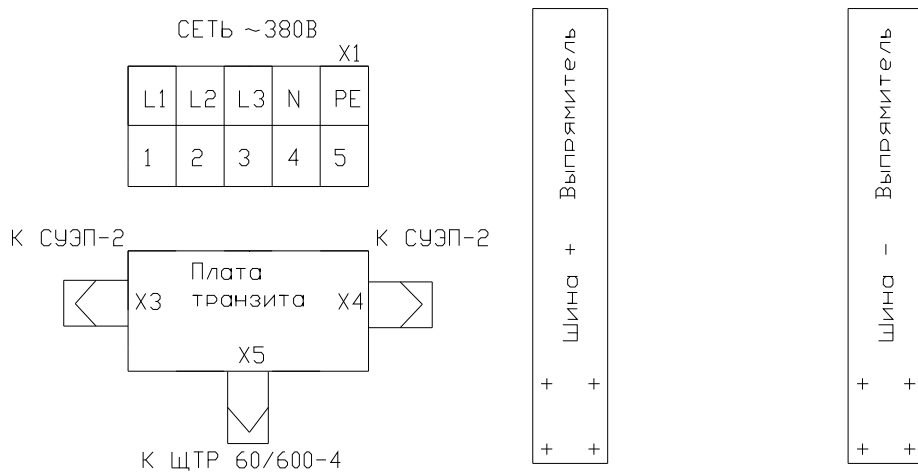 СЕТЬ ~380В
X1
L1 L2 L3 N PE
1 2 3 4 5
К СУЭП-2
К СУЭП-2
Плата
транзита
X3
X4
X5
К ЩТР 60/600-4
Шина + Выпрямитель
Шина - Выпрямитель